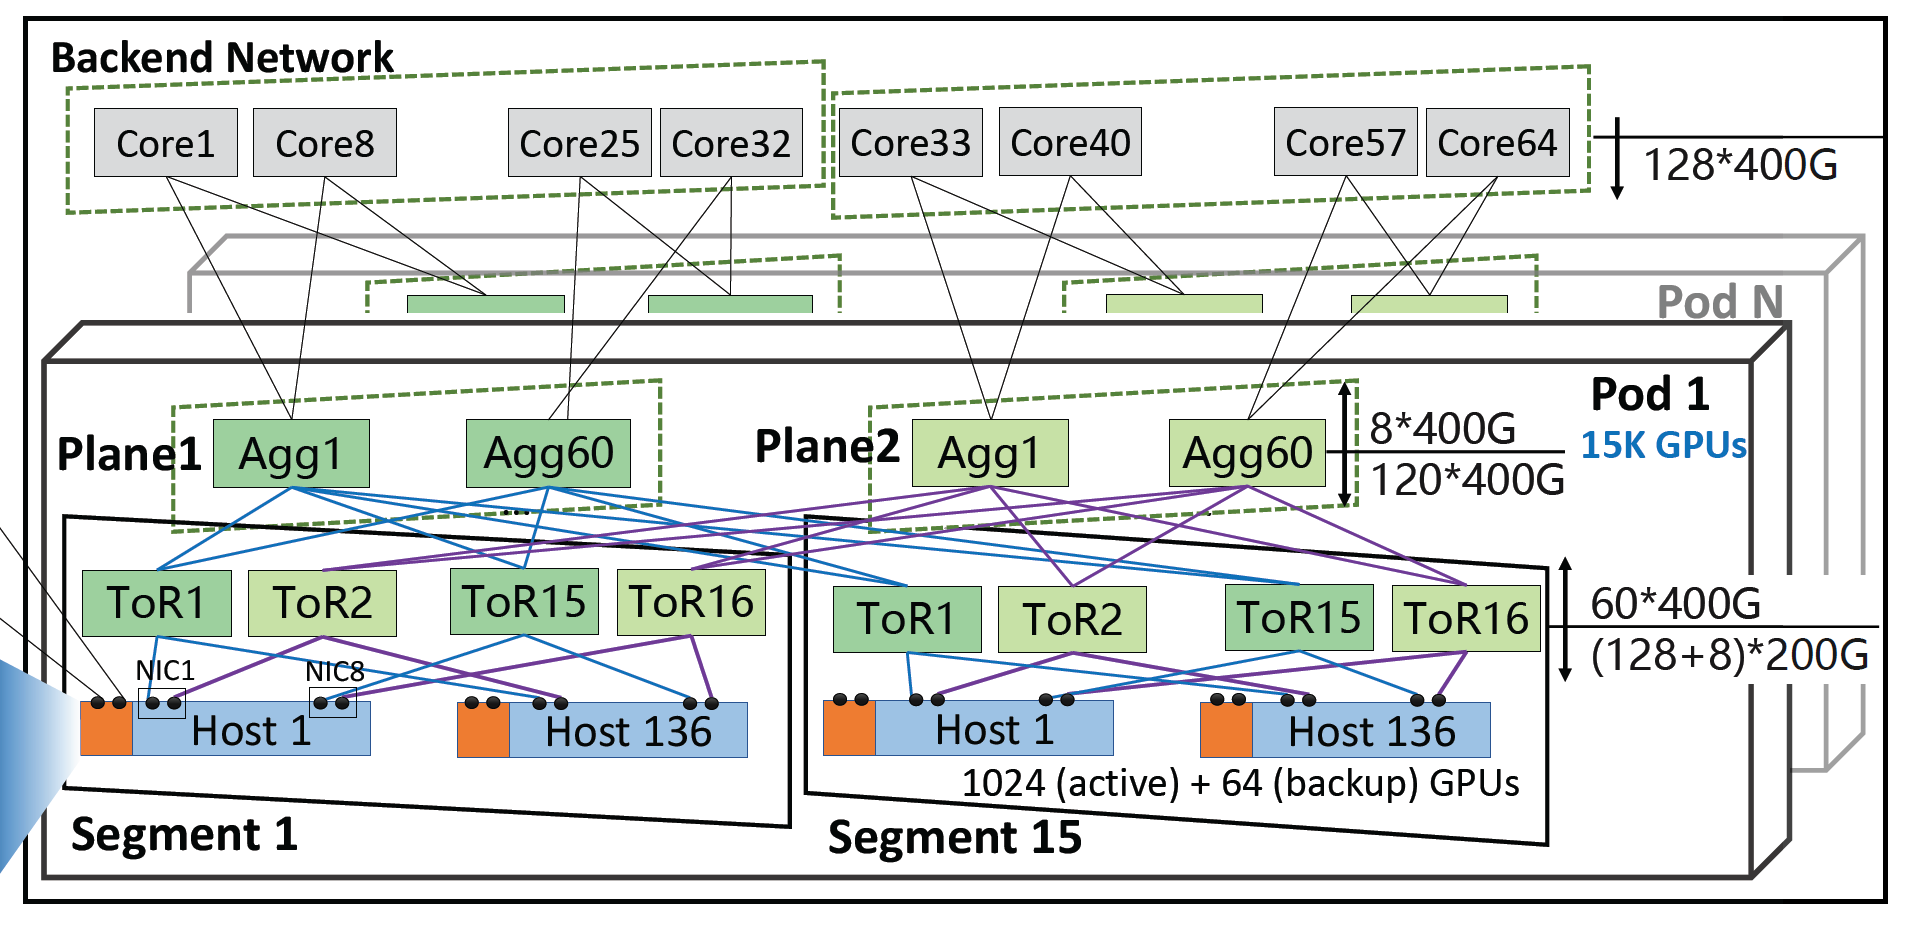 Backend Network
Core1
Core8
Core25
Core32
Core33
Core40
Core57
Core64
128*400G
Pod N
Pod 1
15K GPUs
Plane1
Agg1
Agg60
Plane2
Agg1
Agg60
8*400G
120*400G
...
ToR1
ToR2
ToR15
ToR16
ToR1
ToR2
ToR15
ToR16
60*400G
(128+8)*200G
NIC1
NIC8
Host 1
Host 136
Host 1
Host 136
1024 (active) + 64 (backup) GPUs
Segment 1
Segment 15